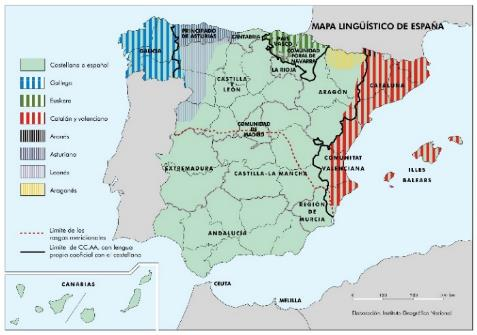 MAPA LINGÜÍSTICO DE ESPAÑA
PRINCIPADO
DE ASTURIAS
CANTABRIA
PAÍS
VASCO
GALICIA
COMUNIDAD
FORAL DE
NAVARRA
LA RIOJA
CASTILLA
Y
LEÓN
ARAGÓN
CATALUÑA
COMUNIDAD
DE
MADRID
EXTREMADURA
CASTILLA-LA MANCHA
COMUNITAT
VALENCIANA
ILLES
BALEARS
REGIÓN
DE
MURCIA
ANDALUCÍA
CEUTA
MELILLA
CANARIAS
Castellano o español
Gallego
Euskera
Catalán y valenciano
Aranés
Asturiano
Leonés
Aragonés
Límite de los
rasgos meridionales
Límite de CC.AA. con lengua
propia cooficial con el castellano
Elaboración: Instituto Geográfico Nacional